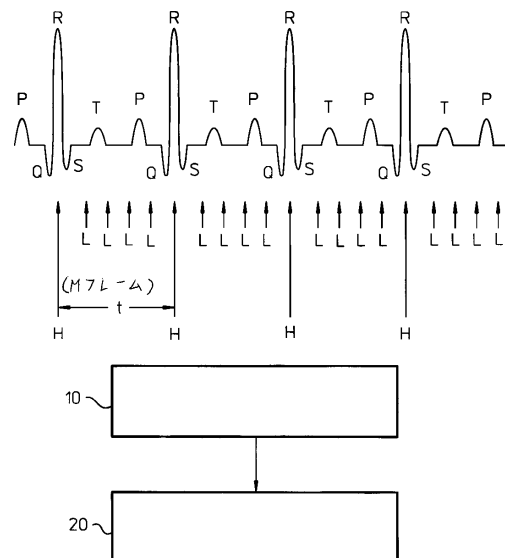 R R R R
P T P T P T P T P
Q S Q S Q S Q S
L L L L L L L L L L L L L L L L
(M7L-4)
t
H H H H
10
20